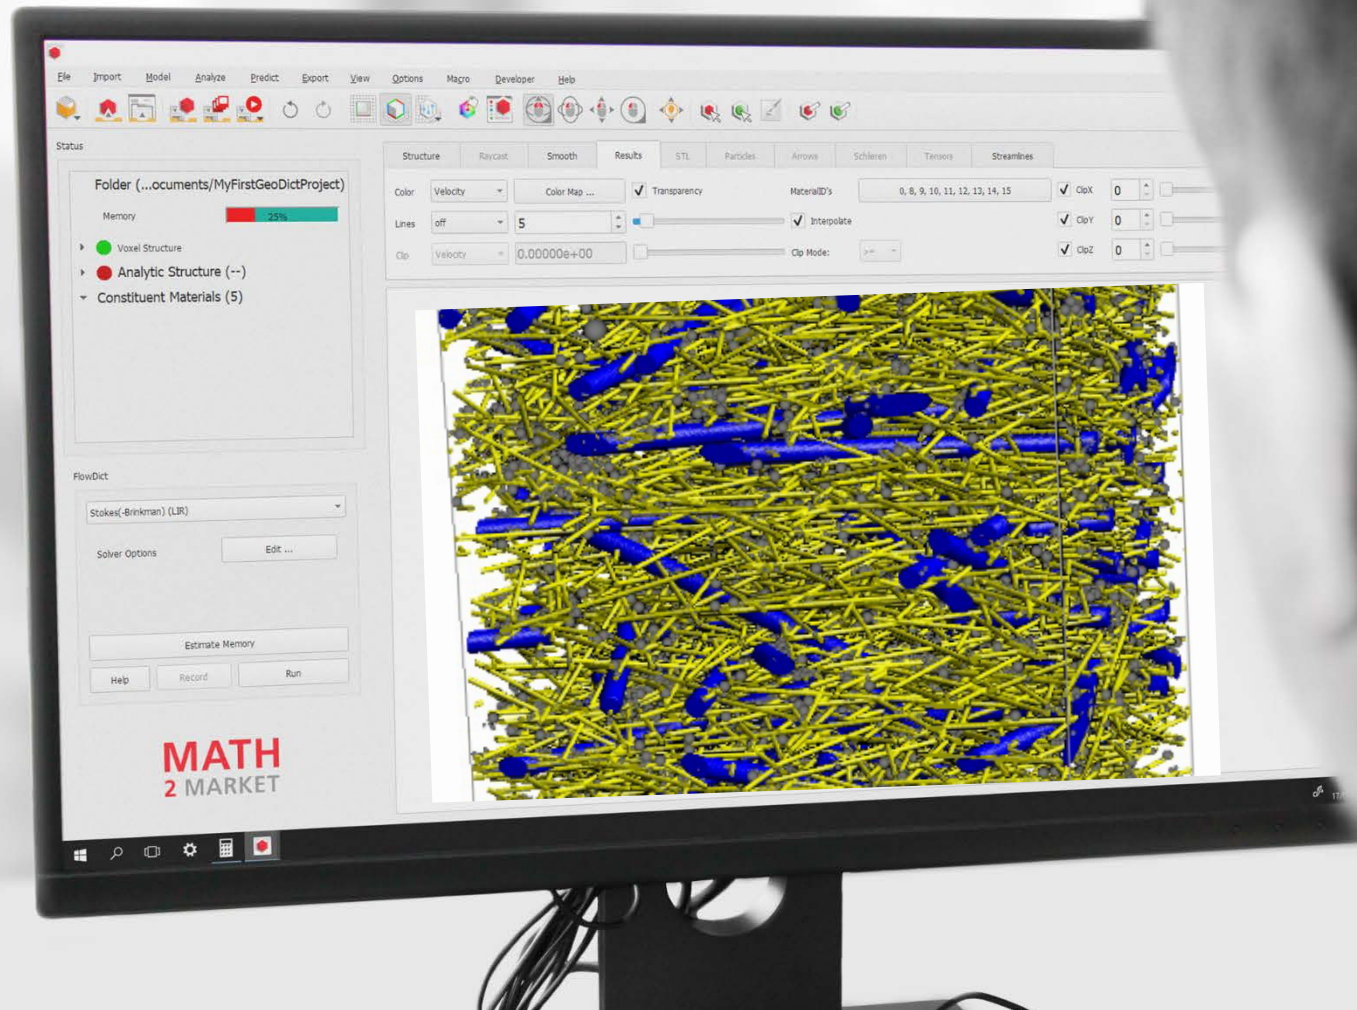 File Import Model Analyze Predict Export View Options Macro Developer Help
Status
Folder (...ocuments/MyFirstGeoDictProject)
Memory 25%
Voxel Structure
Analytic Structure (--)
Constituent Materials (5)
FlowDict
Stokes(-Brinkman) (LIR)
Solver Options Edit ...
Estimate Memory
Help Record Run
MATH
2 MARKET
Structure Raycast Smooth Results STL Particles Arrows Schlieren Tensors Streamlines
Color Velocity Color Map ... Transparency MaterialID's 0, 8, 9, 10, 11, 12, 13, 14, 15 ClipX 0
Lines off 5 Interpolate ClipY 0
Clip Velocity 0.00000e+00 Clip Mode: >= ClipZ 0